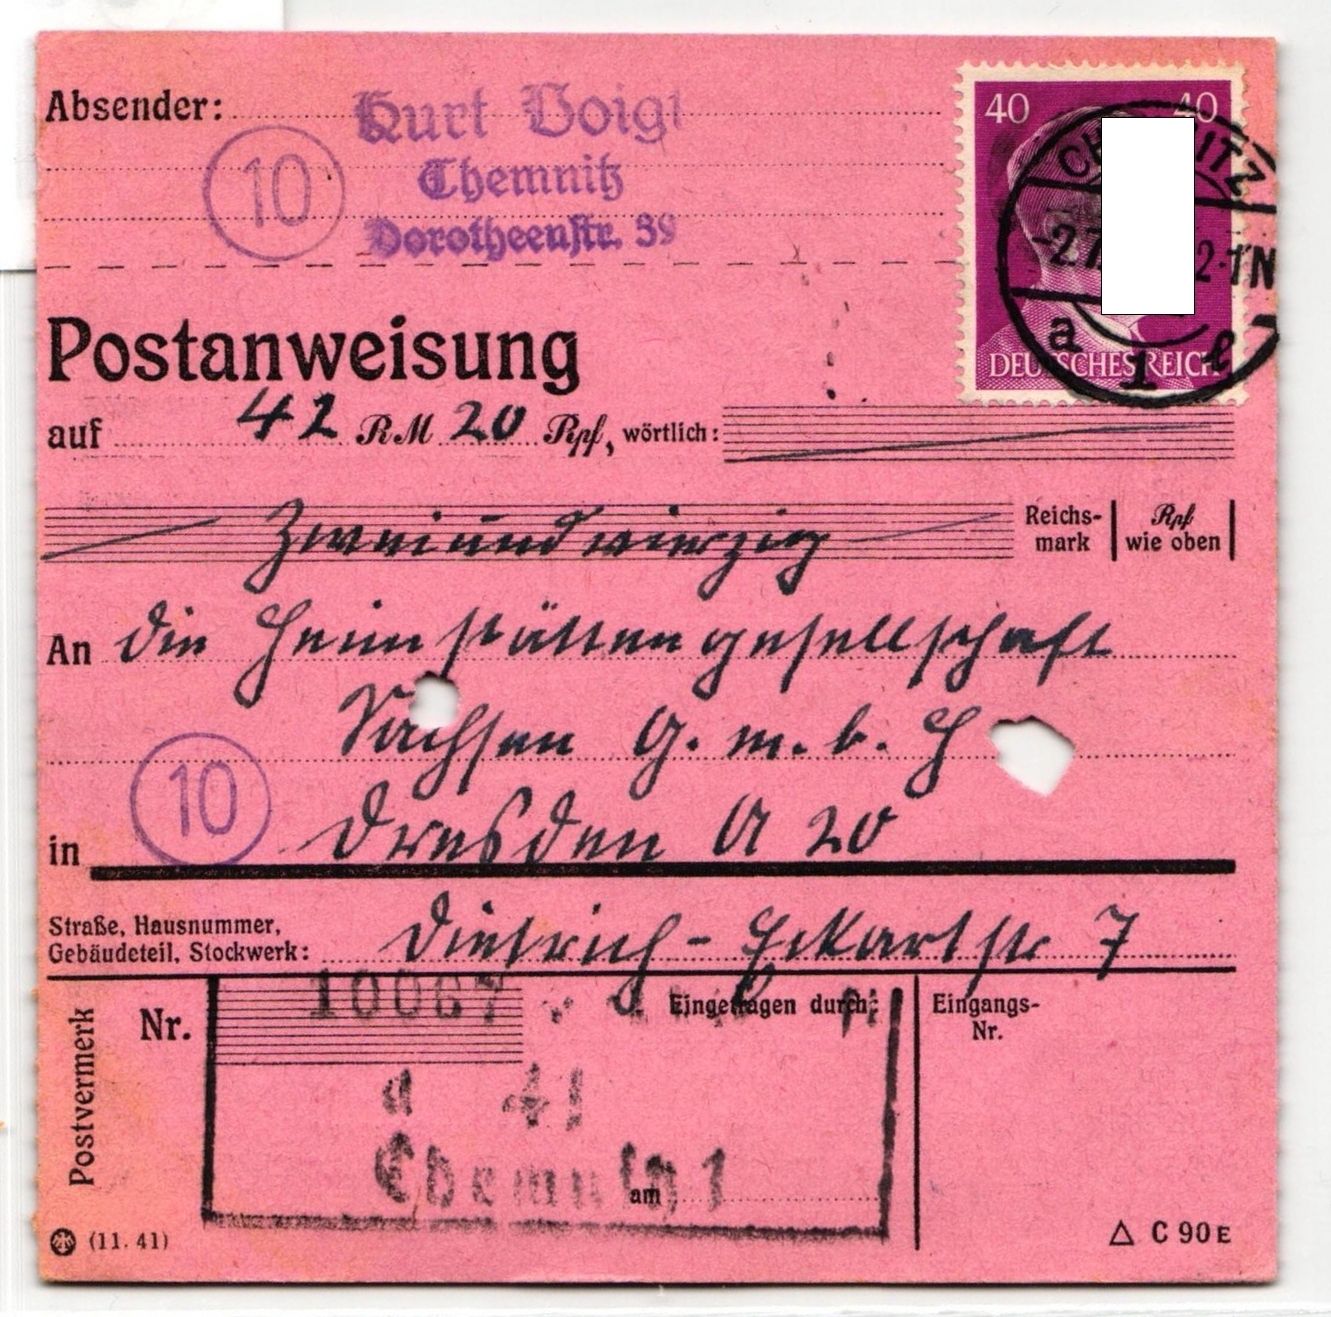 Absender:
Kurt Voigt
10
Chemnitz
Dorotheenstr. 39
40 40
DEUTSCHES REICH
a 1 e
Postanweisung
auf 42 RM 20 Rpf, wörtlich:
Zweiundvierzig Reichs- Rpf
mark wie oben
An die Heimstättengesellschaft
Sachsen G. m. b. H
10
in Dresden A 20
Straße, Hausnummer,
Gebäudeteil, Stockwerk: Dietrich-Eckartstr 7
Postvermerk
Nr. 10067 Eingetragen durch: Eingangs-
Nr.
a 41
Chemnitz 1
am
(11. 41) C 90 E